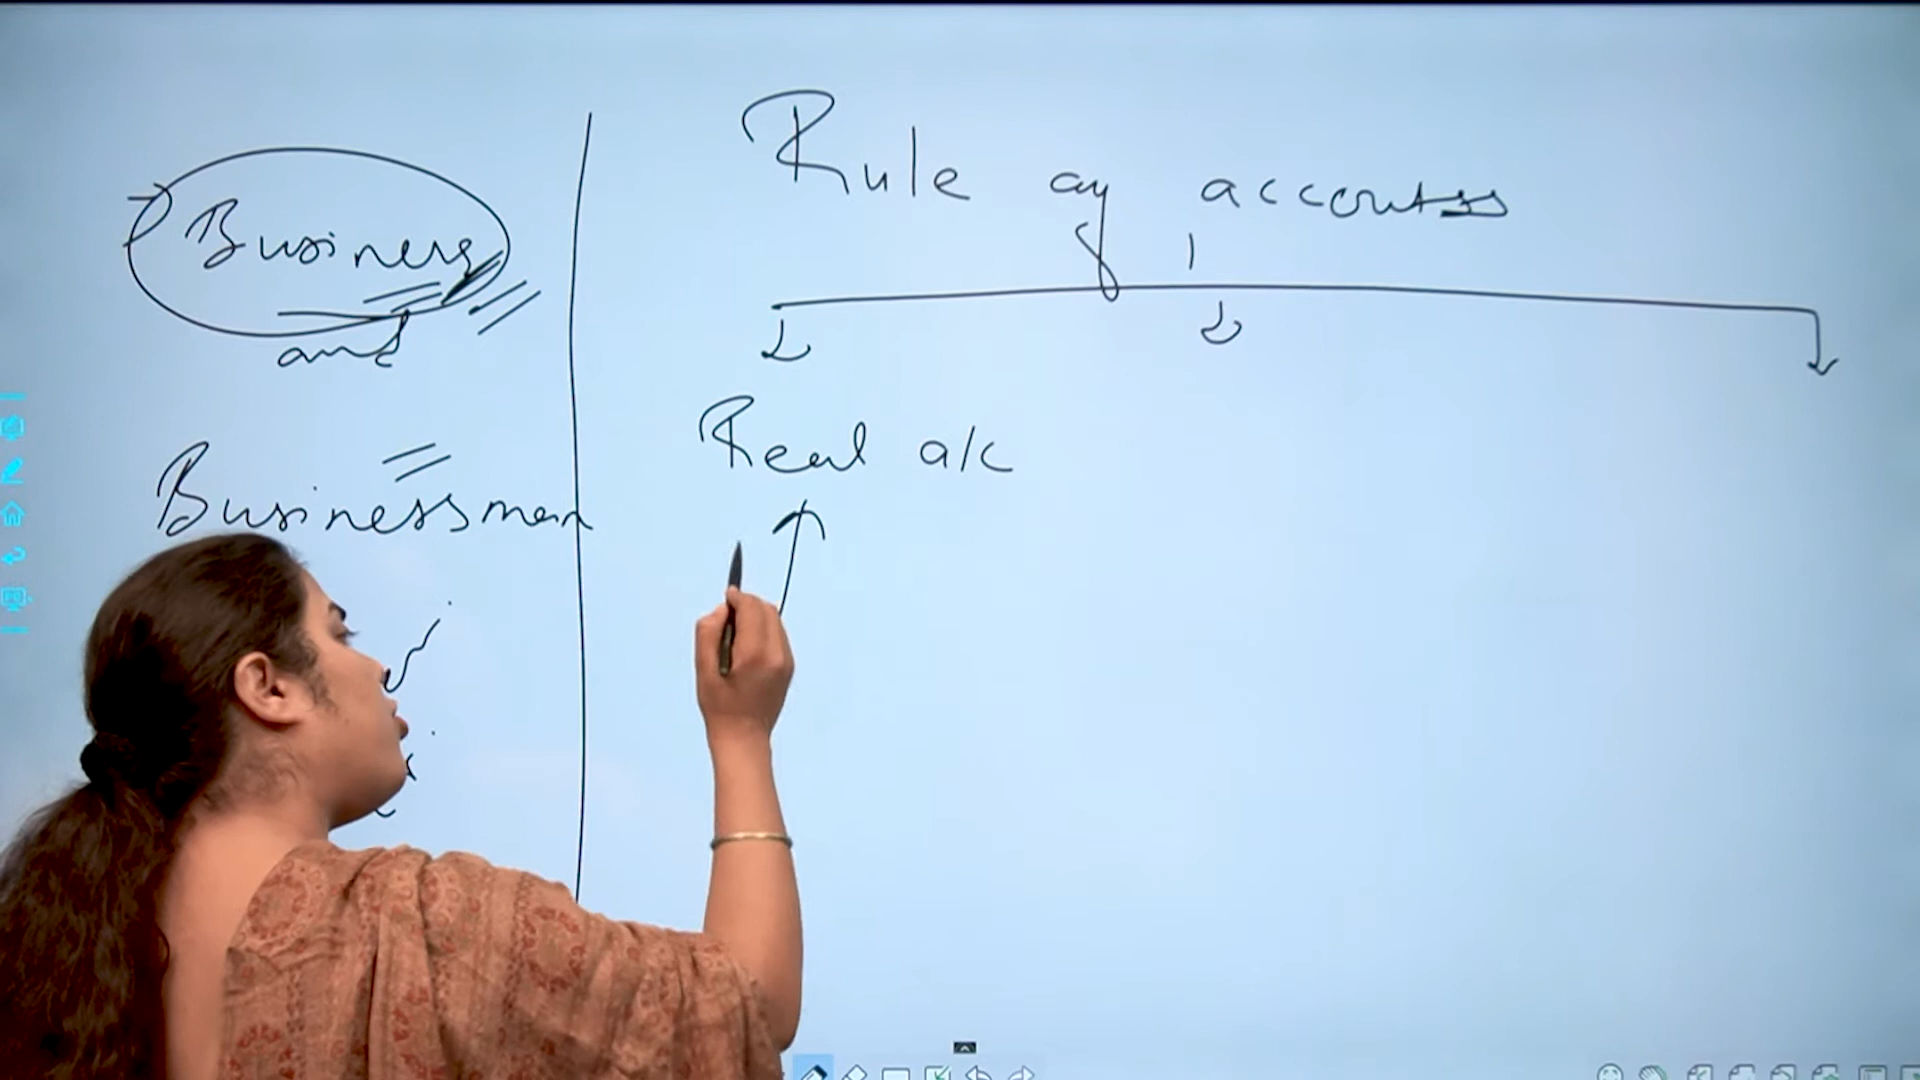 Business
and
Businessman
Rule of accounts
Real a/c